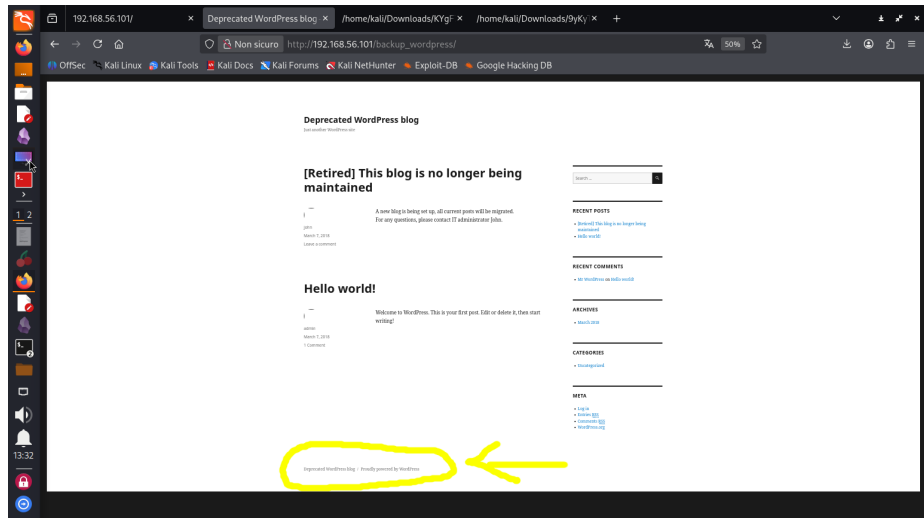 192.168.56.101/
Deprecated WordPress blog
/home/kali/Downloads/KYgF
/home/kali/Downloads/9yKy
Non sicuro http://192.168.56.101/backup_wordpress/
50%
OffSec Kali Linux Kali Tools Kali Docs Kali Forums Kali NetHunter Exploit-DB Google Hacking DB
Deprecated WordPress blog
Just another WordPress site
[Retired] This blog is no longer being
maintained
A new blog is being set up, all current posts will be migrated.
For any questions, please contact IT administrator John.
john
March 7, 2018
Leave a comment
Hello world!
Welcome to WordPress. This is your first post. Edit or delete it, then start
writing!
admin
March 7, 2018
1 Comment
Search ...
RECENT POSTS
[Retired] This blog is no longer being
maintained
Hello world!
RECENT COMMENTS
Mr WordPress on Hello world!
ARCHIVES
March 2018
CATEGORIES
Uncategorized
META
Log in
Entries RSS
Comments RSS
WordPress.org
Deprecated WordPress blog / Proudly powered by WordPress
1 2
2
13:32